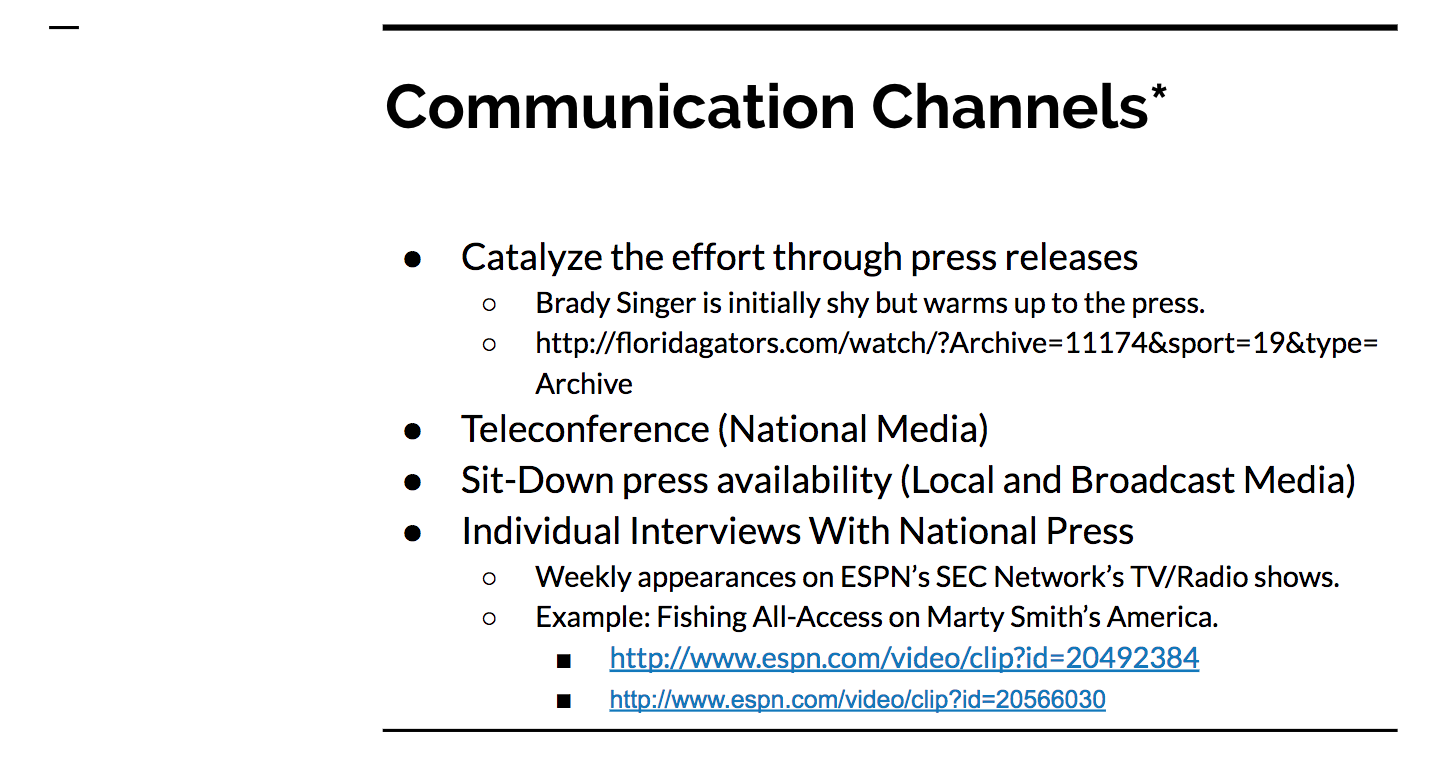 Communication Channels*
● Catalyze the effort through press releases
○ Brady Singer is initially shy but warms up to the press.
○ http://floridagators.com/watch/?Archive=11174&sport=19&type=
Archive
● Teleconference (National Media)
● Sit-Down press availability (Local and Broadcast Media)
● Individual Interviews With National Press
○ Weekly appearances on ESPN’s SEC Network’s TV/Radio shows.
○ Example: Fishing All-Access on Marty Smith’s America.
■ http://www.espn.com/video/clip?id=20492384
■ http://www.espn.com/video/clip?id=20566030